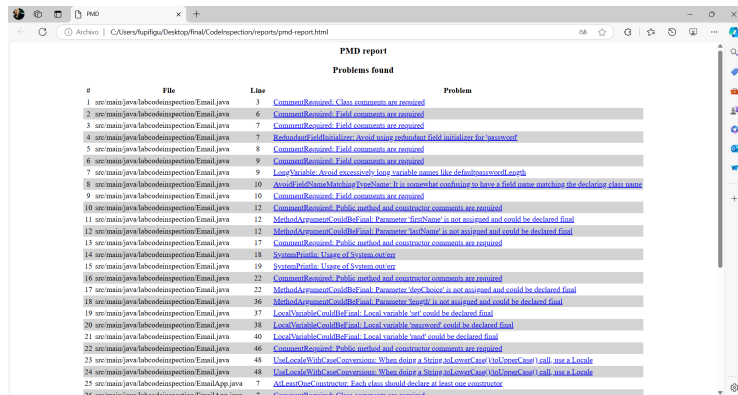 PMD
Archivo | C:/Users/fupifigu/Desktop/final/CodeInspection/reports/pmd-report.html
PMD report
Problems found
# File Line Problem
1 src/main/java/labcodeinspection/Email.java 3 CommentRequired: Class comments are required
2 src/main/java/labcodeinspection/Email.java 6 CommentRequired: Field comments are required
3 src/main/java/labcodeinspection/Email.java 7 CommentRequired: Field comments are required
4 src/main/java/labcodeinspection/Email.java 7 RedundantFieldInitializer: Avoid using redundant field initializer for 'password'
5 src/main/java/labcodeinspection/Email.java 8 CommentRequired: Field comments are required
6 src/main/java/labcodeinspection/Email.java 9 CommentRequired: Field comments are required
7 src/main/java/labcodeinspection/Email.java 9 LongVariable: Avoid excessively long variable names like defaultpasswordLength
8 src/main/java/labcodeinspection/Email.java 10 AvoidFieldNameMatchingTypeName: It is somewhat confusing to have a field name matching the declaring class name
9 src/main/java/labcodeinspection/Email.java 10 CommentRequired: Field comments are required
10 src/main/java/labcodeinspection/Email.java 12 CommentRequired: Public method and constructor comments are required
11 src/main/java/labcodeinspection/Email.java 12 MethodArgumentCouldBeFinal: Parameter 'firstName' is not assigned and could be declared final
12 src/main/java/labcodeinspection/Email.java 12 MethodArgumentCouldBeFinal: Parameter 'lastName' is not assigned and could be declared final
13 src/main/java/labcodeinspection/Email.java 17 CommentRequired: Public method and constructor comments are required
14 src/main/java/labcodeinspection/Email.java 18 SystemPrintln: Usage of System.out/err
15 src/main/java/labcodeinspection/Email.java 19 SystemPrintln: Usage of System.out/err
16 src/main/java/labcodeinspection/Email.java 22 CommentRequired: Public method and constructor comments are required
17 src/main/java/labcodeinspection/Email.java 22 MethodArgumentCouldBeFinal: Parameter 'depChoice' is not assigned and could be declared final
18 src/main/java/labcodeinspection/Email.java 36 MethodArgumentCouldBeFinal: Parameter 'length' is not assigned and could be declared final
19 src/main/java/labcodeinspection/Email.java 37 LocalVariableCouldBeFinal: Local variable 'set' could be declared final
20 src/main/java/labcodeinspection/Email.java 38 LocalVariableCouldBeFinal: Local variable 'password' could be declared final
21 src/main/java/labcodeinspection/Email.java 40 LocalVariableCouldBeFinal: Local variable 'rand' could be declared final
22 src/main/java/labcodeinspection/Email.java 46 CommentRequired: Public method and constructor comments are required
23 src/main/java/labcodeinspection/Email.java 48 UseLocaleWithCaseConversions: When doing a String.toLowerCase()/toUpperCase() call, use a Locale
24 src/main/java/labcodeinspection/Email.java 48 UseLocaleWithCaseConversions: When doing a String.toLowerCase()/toUpperCase() call, use a Locale
25 src/main/java/labcodeinspection/EmailApp.java 7 AtLeastOneConstructor: Each class should declare at least one constructor
26 src/main/java/labcodeinspection/EmailApp.java 7 CommentRequired: Class comments are required